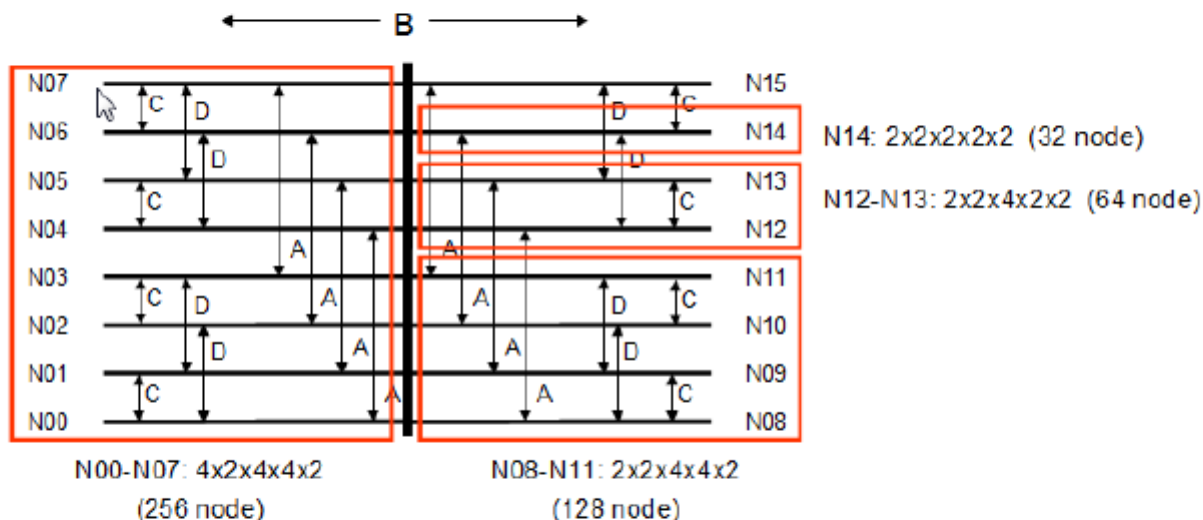 B
N07 C D N15
D C
N06 N14
D D
N14: 2x2x2x2x2 (32 node)
N05 N13
C C
N12-N13: 2x2x4x2x2 (64 node)
N04 N12
A A
N03 N11
C D A A D C
N02 N10
D A A D
N01 N09
C A A C
N00 N08
N00-N07: 4x2x4x4x2
(256 node)
N08-N11: 2x2x4x4x2
(128 node)